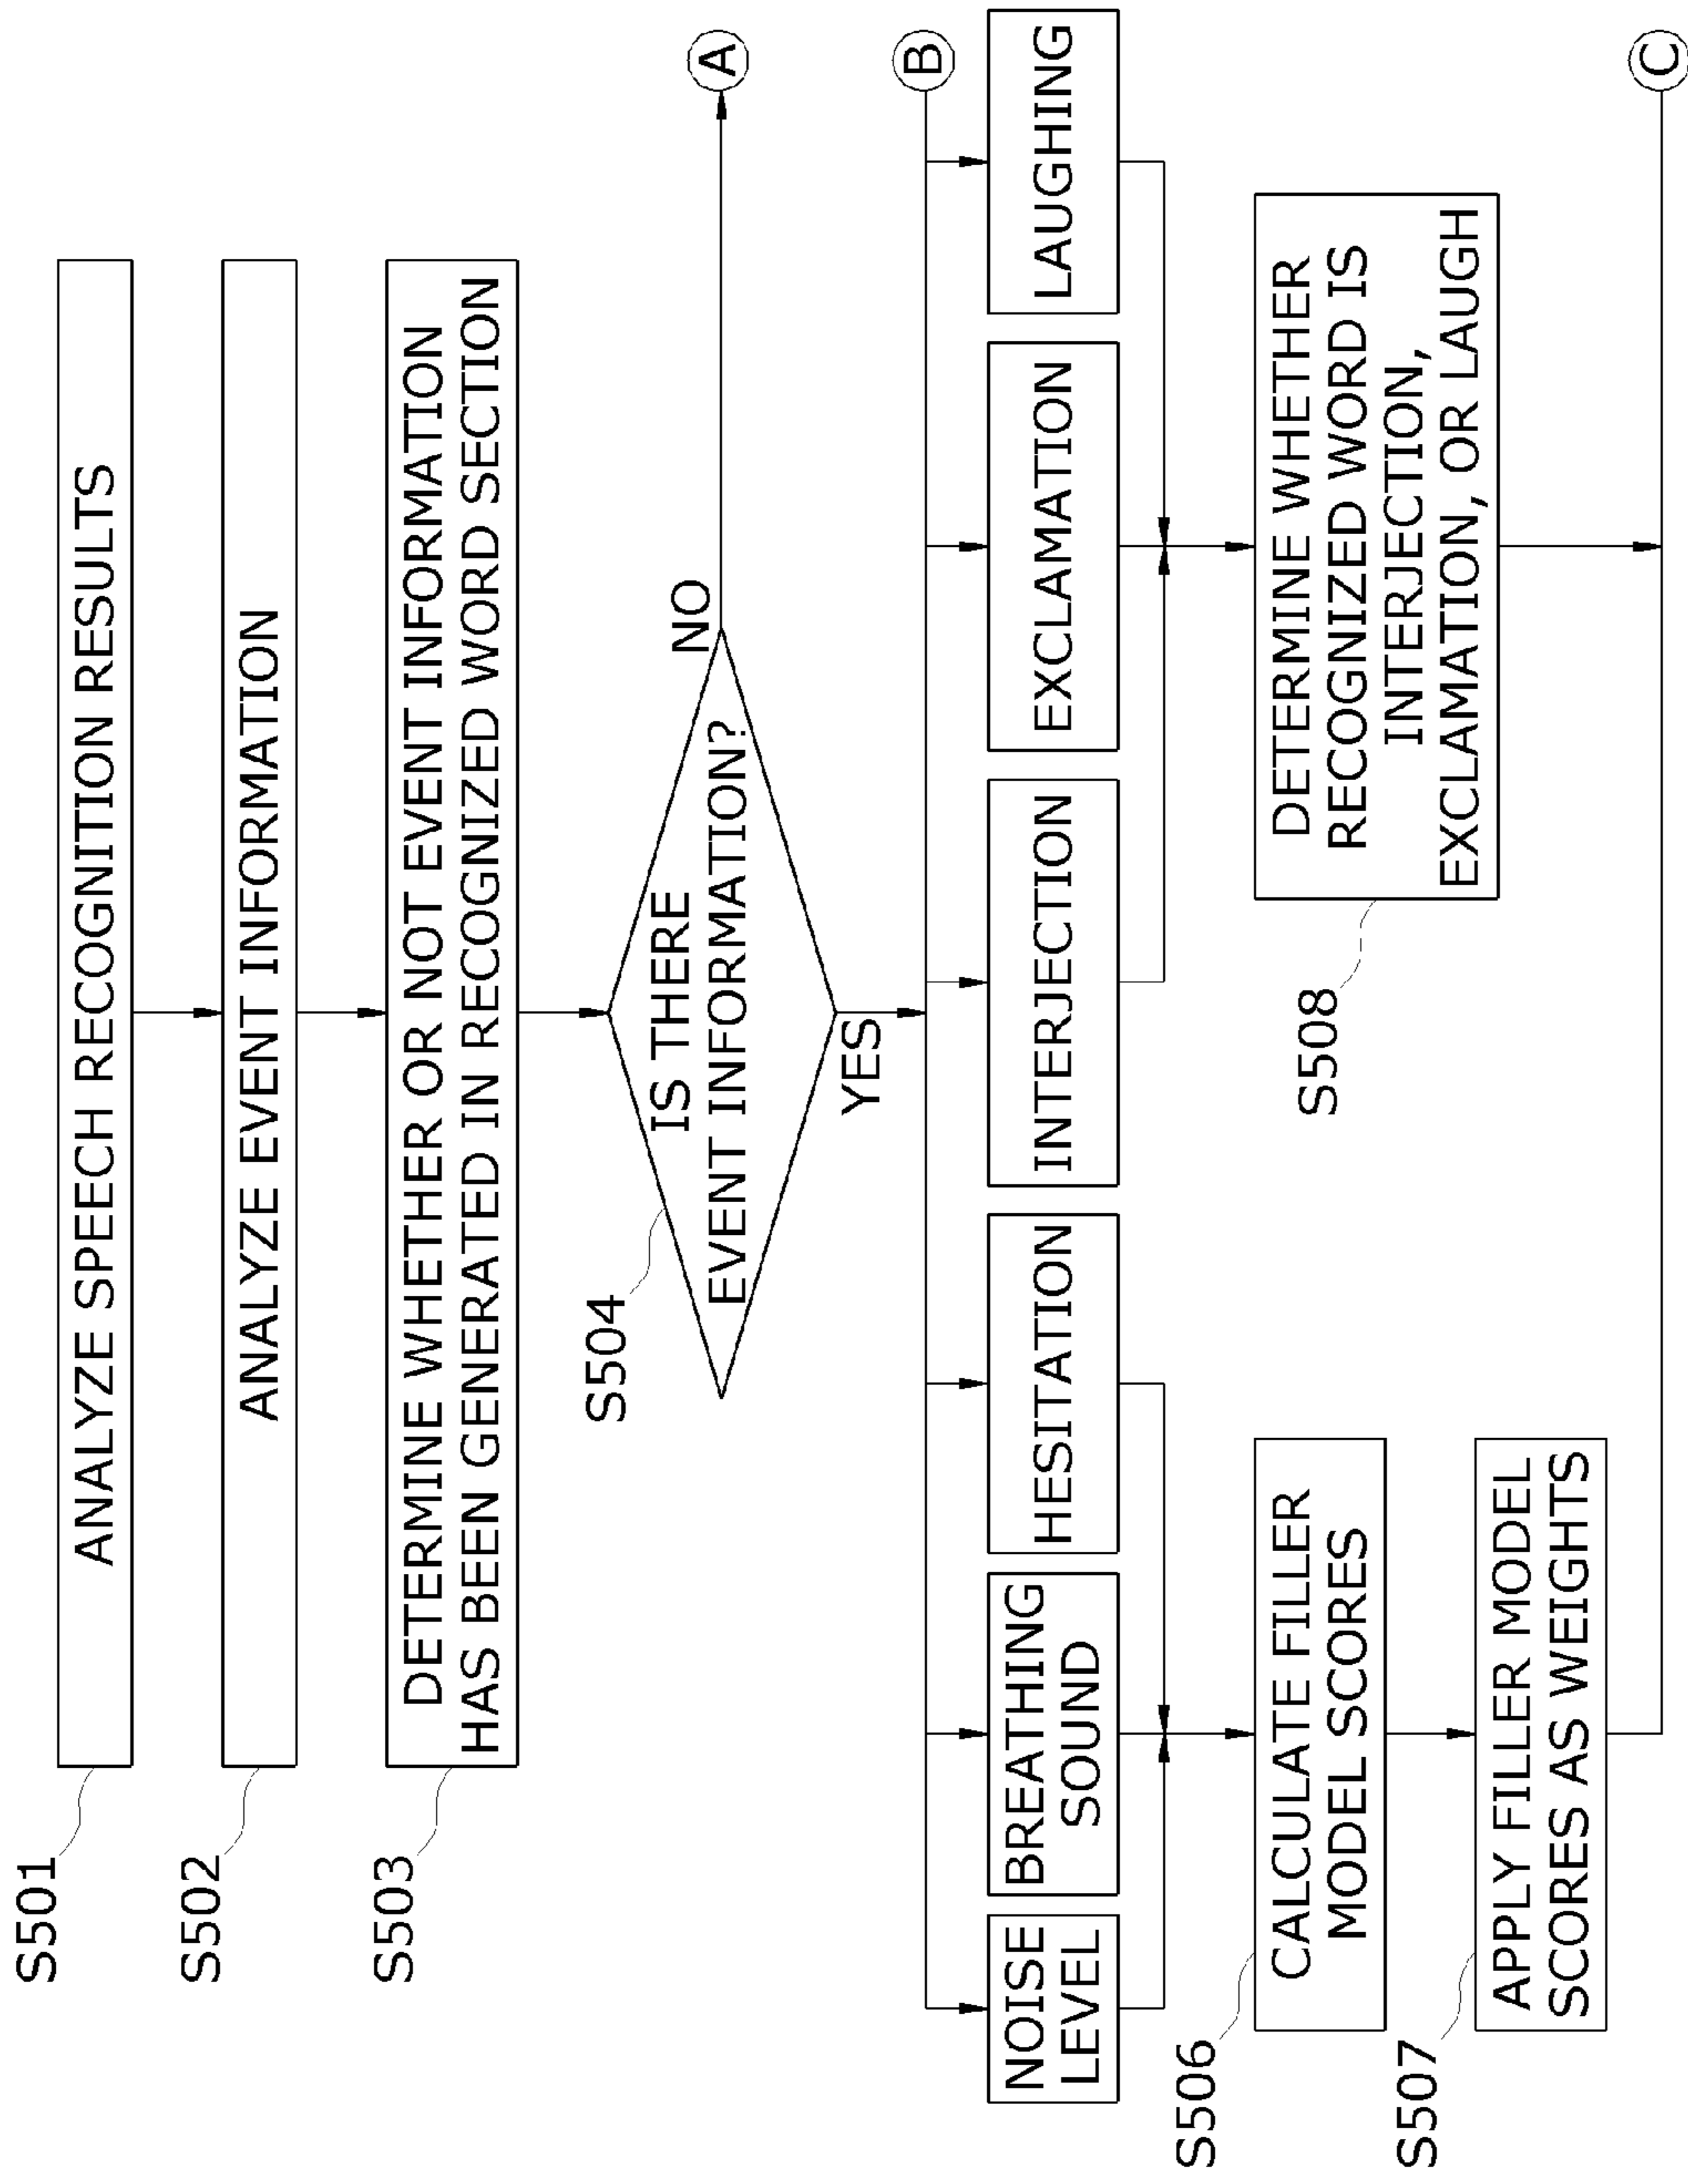 S501
ANALYZE SPEECH RECOGNITION RESULTS
S502
ANALYZE EVENT INFORMATION
S503
DETERMINE WHETHER OR NOT EVENT INFORMATION
HAS BEEN GENERATED IN RECOGNIZED WORD SECTION
S504
IS THERE
EVENT INFORMATION?
NO
A
YES
B
NOISE
LEVEL
BREATHING
SOUND
HESITATION
INTERJECTION
EXCLAMATION
LAUGHING
S506
CALCULATE FILLER
MODEL SCORES
S508
DETERMINE WHETHER
RECOGNIZED WORD IS
INTERJECTION,
EXCLAMATION, OR LAUGH
S507
APPLY FILLER MODEL
SCORES AS WEIGHTS
C